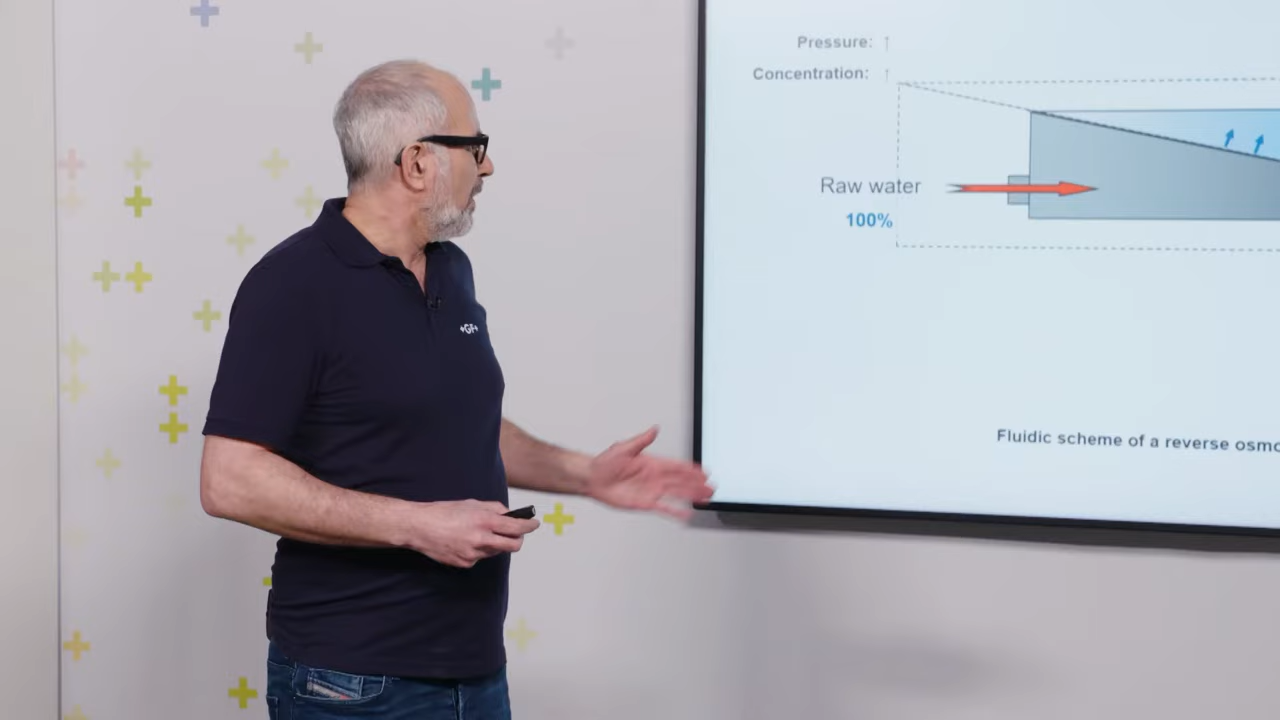 Pressure: ↑
Concentration: ↑
Raw water
100%
+GF+
Fluidic scheme of a reverse osmo